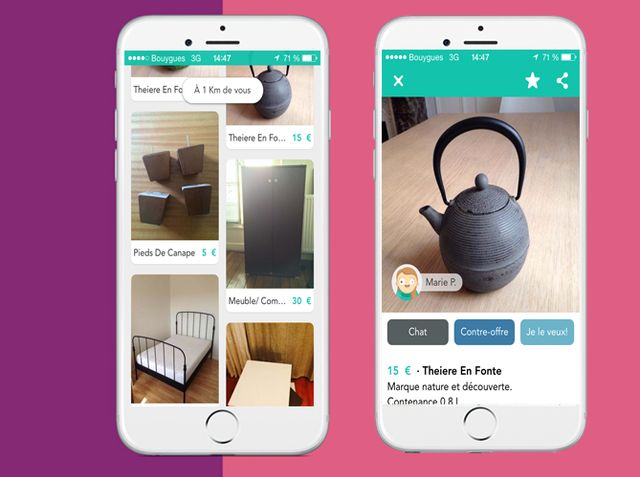 Bouygues 3G 14:47 71 %
Theiere En Fo
À 1 Km de vous
Theiere En Fo... 15 €
Pieds De Canape 5 €
Meuble/ Com... 30 €
Bouygues 3G 14:47 71 %
Marie P.
Chat
Contre-offre
Je le veux!
15 € · Theiere En Fonte
Marque nature et découverte.
Contenance 0.8 l